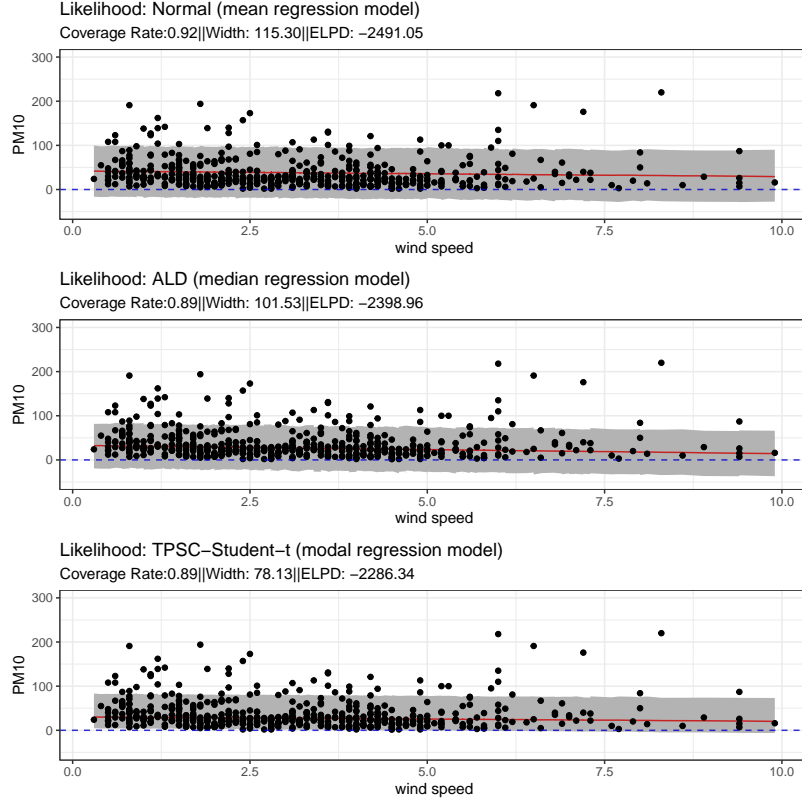 Likelihood: Normal (mean regression model)
Coverage Rate:0.92||Width: 115.30||ELPD: −2491.05
300
200
100
0
PM10
0.0 2.5 5.0 7.5 10.0
wind speed
Likelihood: ALD (median regression model)
Coverage Rate:0.89||Width: 101.53||ELPD: −2398.96
300
200
100
0
PM10
0.0 2.5 5.0 7.5 10.0
wind speed
Likelihood: TPSC−Student−t (modal regression model)
Coverage Rate:0.89||Width: 78.13||ELPD: −2286.34
300
200
100
0
PM10
0.0 2.5 5.0 7.5 10.0
wind speed